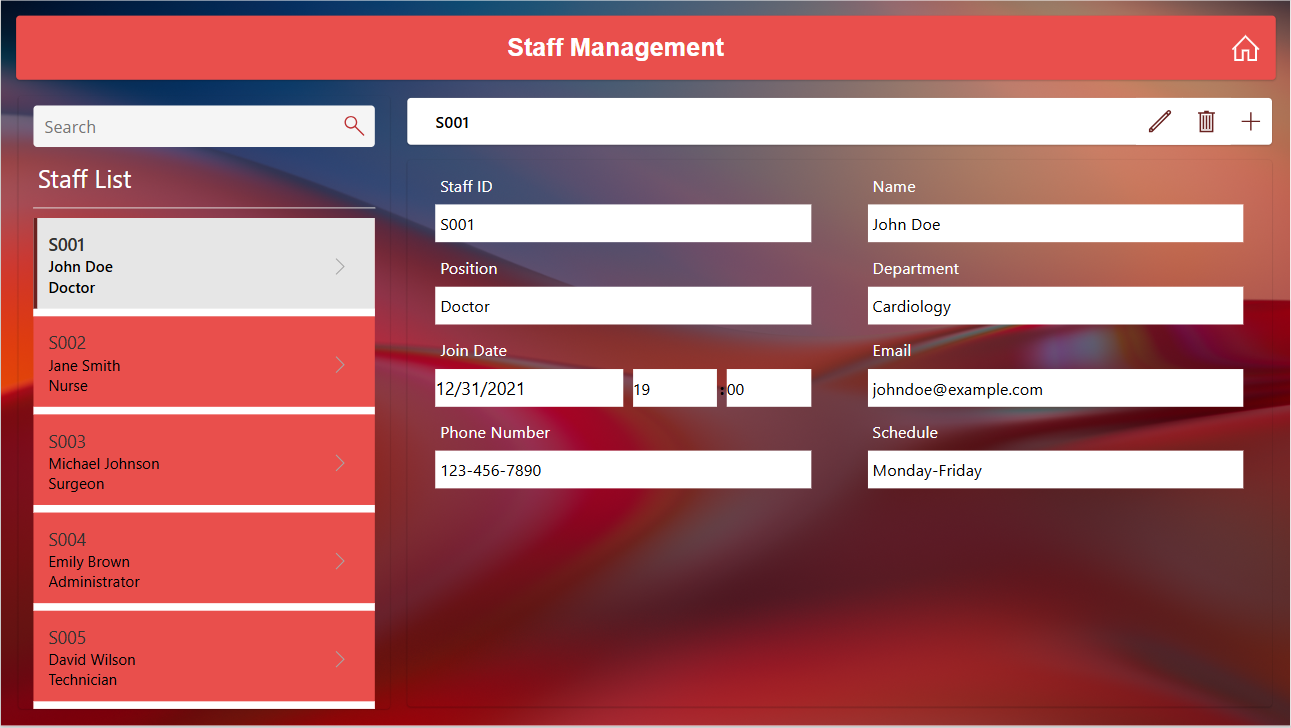 Staff Management
Search
Staff List
S001
John Doe
Doctor
S002
Jane Smith
Nurse
S003
Michael Johnson
Surgeon
S004
Emily Brown
Administrator
S005
David Wilson
Technician
S001
Staff ID
S001
Name
John Doe
Position
Doctor
Department
Cardiology
Join Date
12/31/2021 19 : 00
Email
johndoe@example.com
Phone Number
123-456-7890
Schedule
Monday-Friday